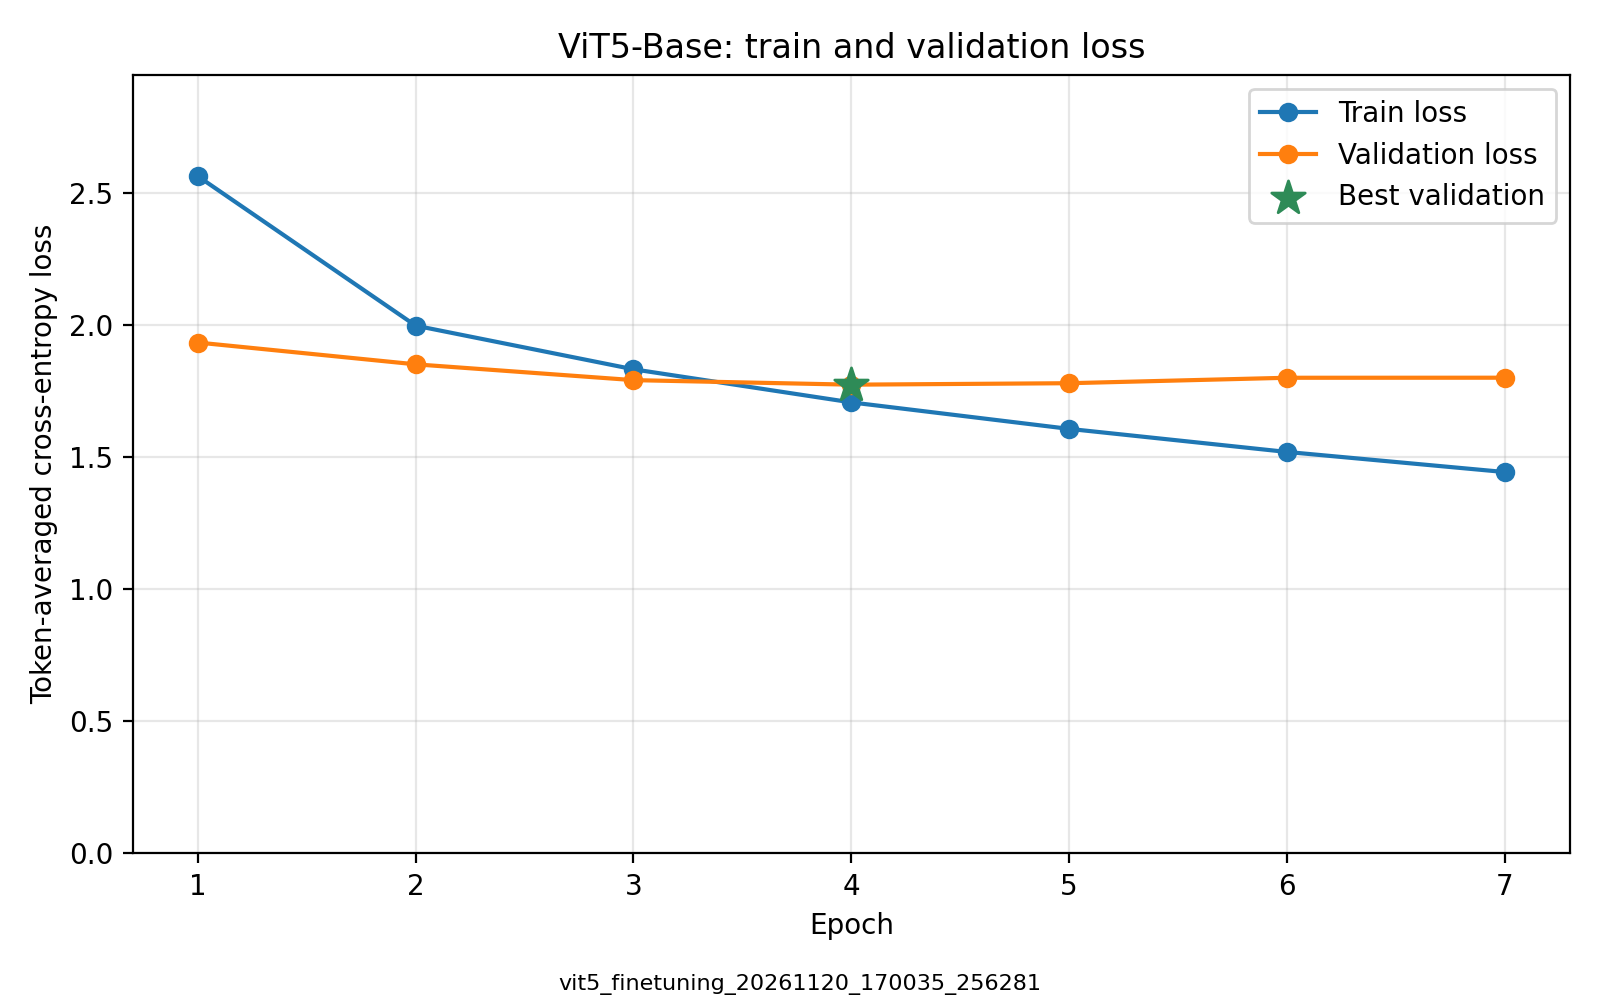 ViT5-Base: train and validation loss
Token-averaged cross-entropy loss
2.5
2.0
1.5
1.0
0.5
0.0
Train loss
Validation loss
Best validation
1 2 3 4 5 6 7
Epoch
vit5_finetuning_20261120_170035_256281